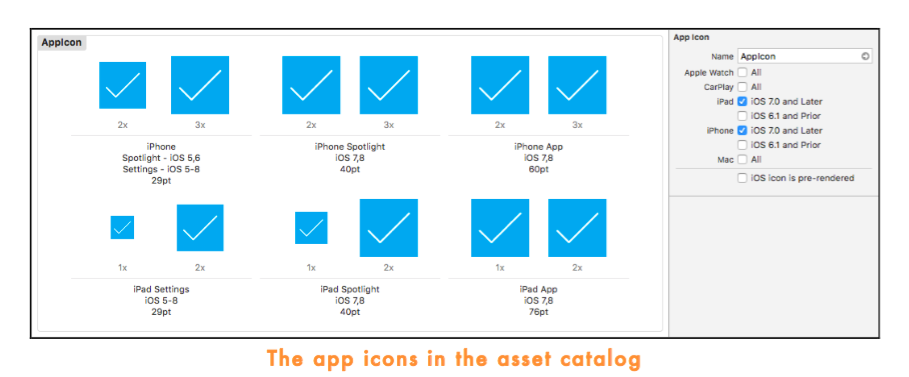 AppIcon
2x
3x
2x
3x
2x
3x
iPhone
Spotlight - iOS 5,6
Settings - iOS 5-8
29pt
iPhone Spotlight
iOS 7,8
40pt
iPhone App
iOS 7,8
60pt
1x
2x
1x
2x
1x
2x
iPad Settings
iOS 5-8
29pt
iPad Spotlight
iOS 7,8
40pt
iPad App
iOS 7,8
76pt
App Icon
Name AppIcon
Apple Watch All
CarPlay All
iPad iOS 7.0 and Later
iOS 6.1 and Prior
iPhone iOS 7.0 and Later
iOS 6.1 and Prior
Mac All
iOS icon is pre-rendered
The app icons in the asset catalog